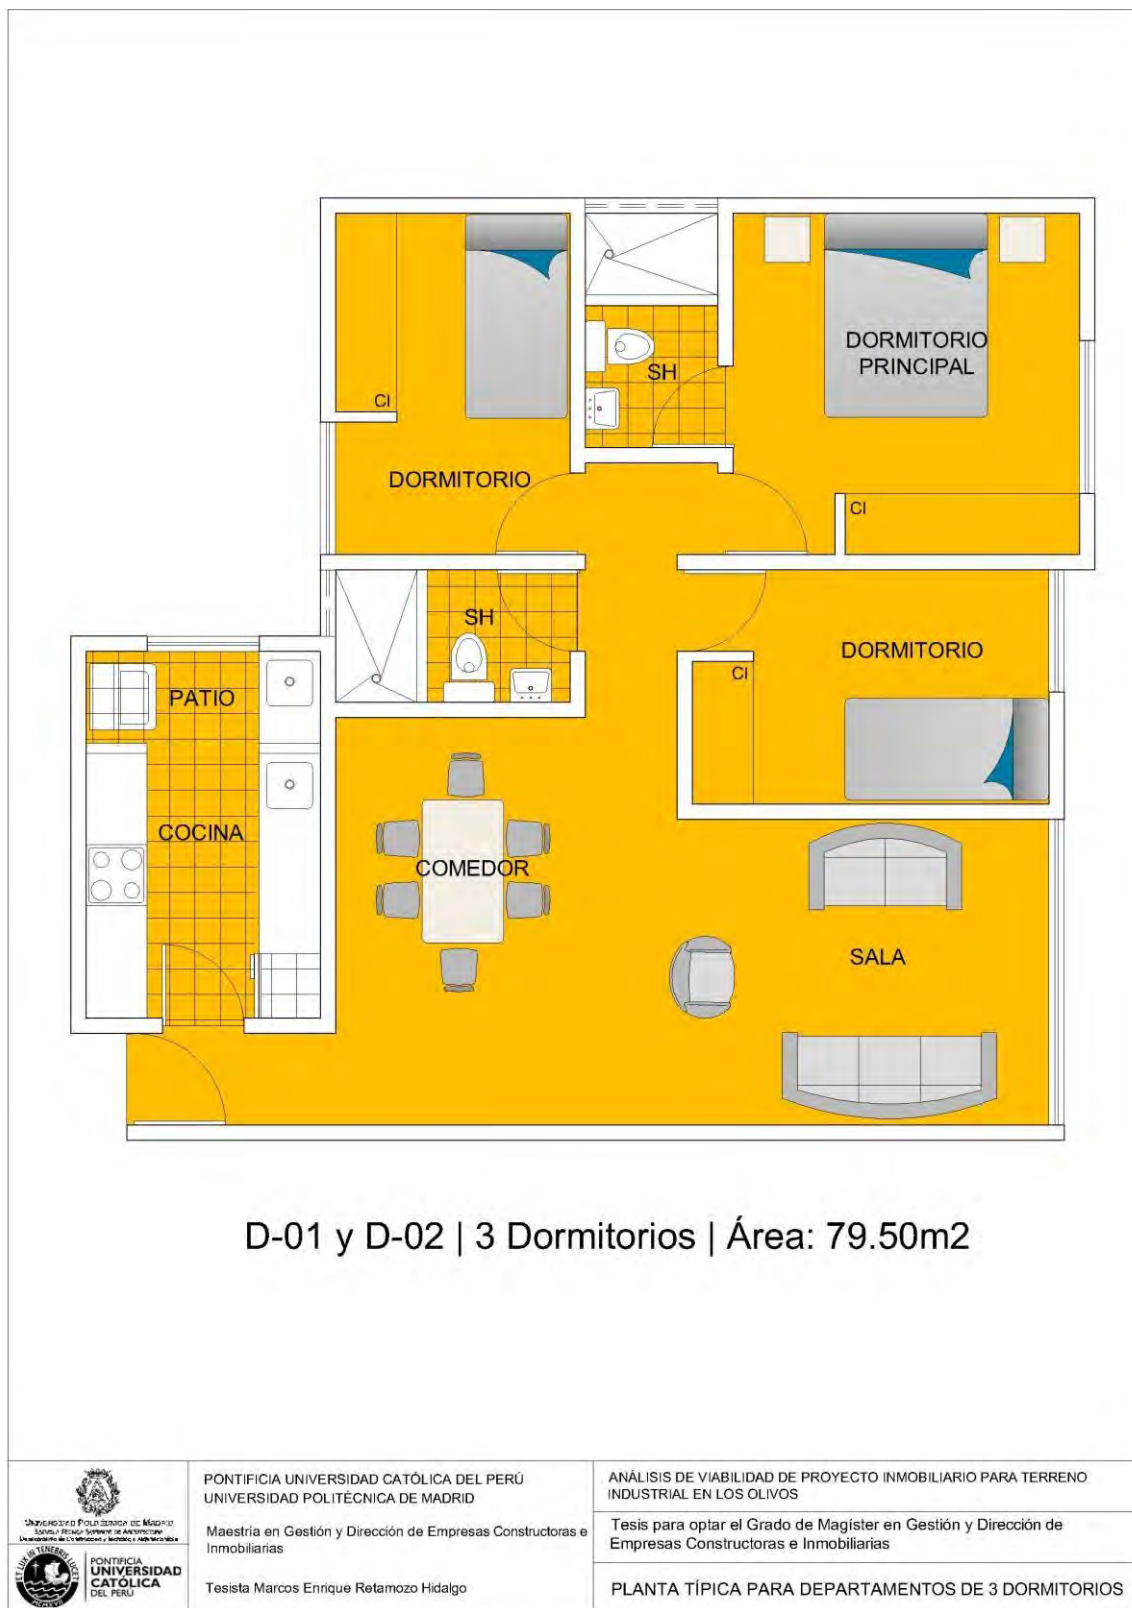 DORMITORIO
PRINCIPAL
SH
CI
DORMITORIO
CI
SH
DORMITORIO
CI
PATIO
COCINA
COMEDOR
SALA
D-01 y D-02 | 3 Dormitorios | Área: 79.50m2
UNIVERSIDAD POLITÉCNICA DE MADRID
PONTIFICIA
UNIVERSIDAD
CATÓLICA
DEL PERÚ
PONTIFICIA UNIVERSIDAD CATÓLICA DEL PERÚ
UNIVERSIDAD POLITÉCNICA DE MADRID
Maestría en Gestión y Dirección de Empresas Constructoras e
Inmobiliarias
Tesista Marcos Enrique Retamozo Hidalgo
ANÁLISIS DE VIABILIDAD DE PROYECTO INMOBILIARIO PARA TERRENO
INDUSTRIAL EN LOS OLIVOS
Tesis para optar el Grado de Magíster en Gestión y Dirección de
Empresas Constructoras e Inmobiliarias
PLANTA TÍPICA PARA DEPARTAMENTOS DE 3 DORMITORIOS